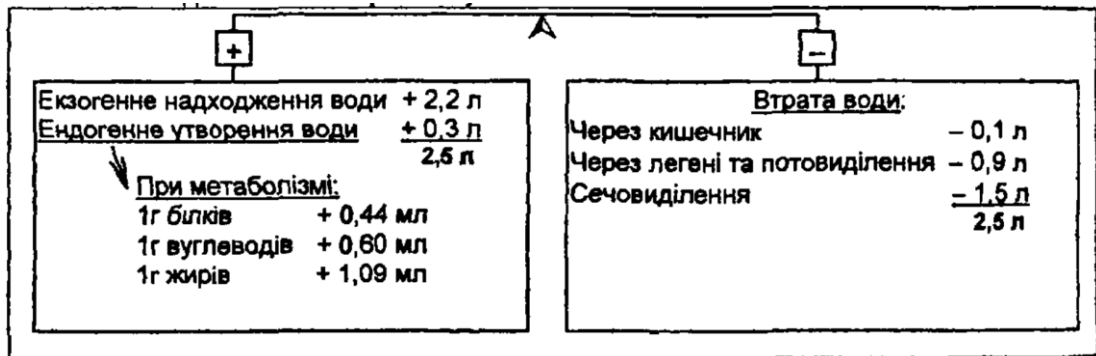 +
–
Екзогенне надходження води + 2,2 л
Ендогенне утворення води + 0,3 л
2,5 л
При метаболізмі:
1г білків + 0,44 мл
1г вуглеводів + 0,60 мл
1г жирів + 1,09 мл
Втрата води:
Через кишечник – 0,1 л
Через легені та потовиділення – 0,9 л
Сечовиділення – 1,5 л
2,5 л